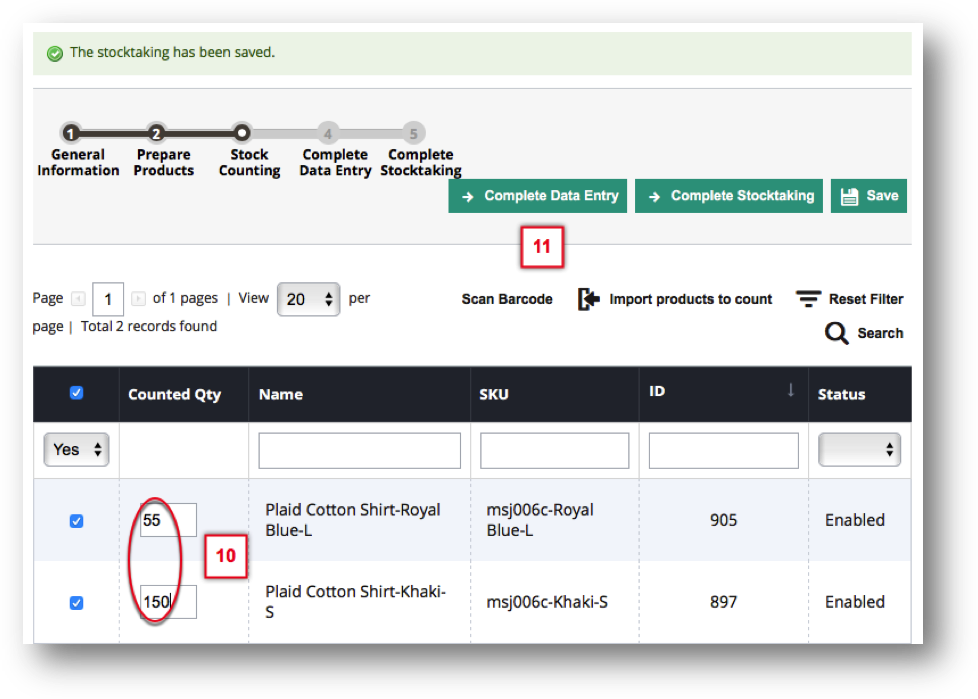 The stocktaking has been saved.
1 2 4 5
General Prepare Stock Complete Complete
Information Products Counting Data Entry Stocktaking
Complete Data Entry Complete Stocktaking Save
11
Page 1 of 1 pages | View 20 per
page | Total 2 records found
Scan Barcode Import products to count Reset Filter
Search
Counted Qty Name SKU ID ↓ Status
Yes
55 Plaid Cotton Shirt-Royal msj006c-Royal 905 Enabled
Blue-L Blue-L
10
150 Plaid Cotton Shirt-Khaki- msj006c-Khaki-S 897 Enabled
S